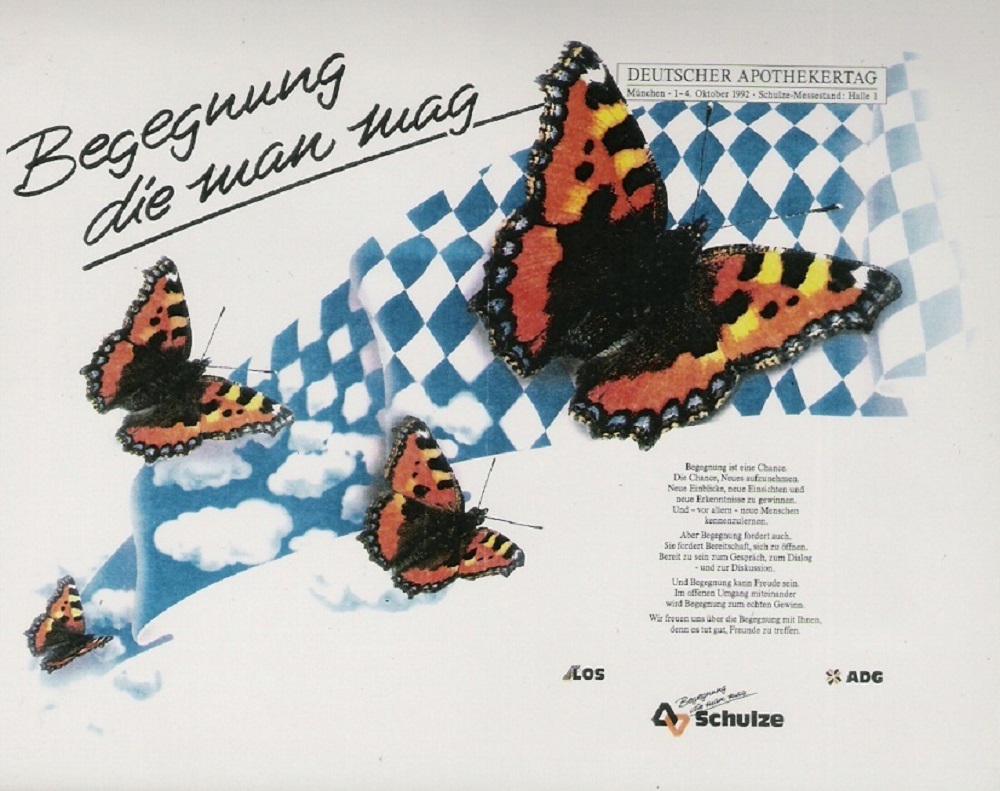 Begegnung
die man mag
DEUTSCHER APOTHEKERTAG
München - 1-4. Oktober 1992 · Schulze-Messestand: Halle 1
Begegnung ist eine Chance.
Die Chance, Neues aufzunehmen.
Neue Einblicke, neue Einsichten und
neue Erkenntnisse zu gewinnen.
Und - vor allem - neue Menschen
kennenzulernen.
Aber Begegnung fordert auch.
Sie fordert Bereitschaft, sich zu öffnen.
Bereit zu sein zum Gespräch, zum Dialog
- und zur Diskussion.
Und Begegnung kann Freude sein.
Im offenen Umgang miteinander
wird Begegnung zum echten Gewinn.
Wir freuen uns über die Begegnung mit Ihnen,
denn es tut gut, Freunde zu treffen.
LOS
ADG
Begegnung
die man mag
Schulze